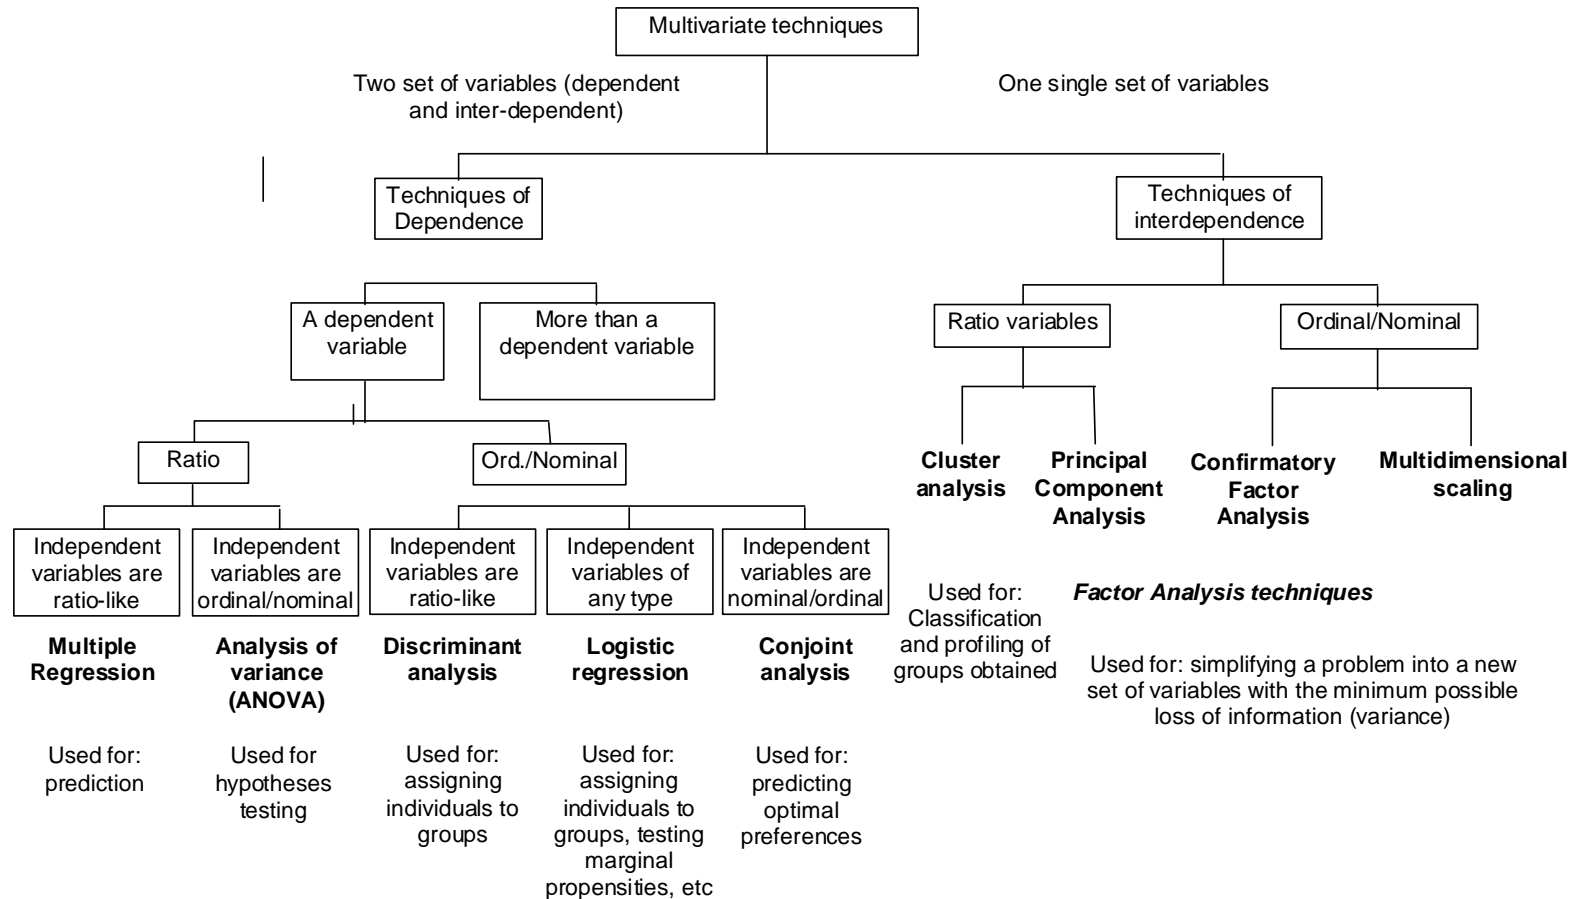 Multivariate techniques
Two set of variables (dependent
and inter-dependent)
One single set of variables
Techniques of
Dependence
Techniques of
interdependence
A dependent
variable
More than a
dependent variable
Ratio variables
Ordinal/Nominal
Ratio
Ord./Nominal
Cluster
analysis
Principal
Component
Analysis
Confirmatory
Factor
Analysis
Multidimensional
scaling
Independent
variables are
ratio-like
Independent
variables are
ordinal/nominal
Independent
variables are
ratio-like
Independent
variables of
any type
Independent
variables are
nominal/ordinal
Multiple
Regression
Analysis of
variance
(ANOVA)
Discriminant
analysis
Logistic
regression
Conjoint
analysis
Used for:
Classification
and profiling of
groups obtained
Factor Analysis techniques
Used for: simplifying a problem into a new
set of variables with the minimum possible
loss of information (variance)
Used for:
prediction
Used for
hypotheses
testing
Used for:
assigning
individuals to
groups
Used for:
assigning
individuals to
groups, testing
marginal
propensities, etc
Used for:
predicting
optimal
preferences